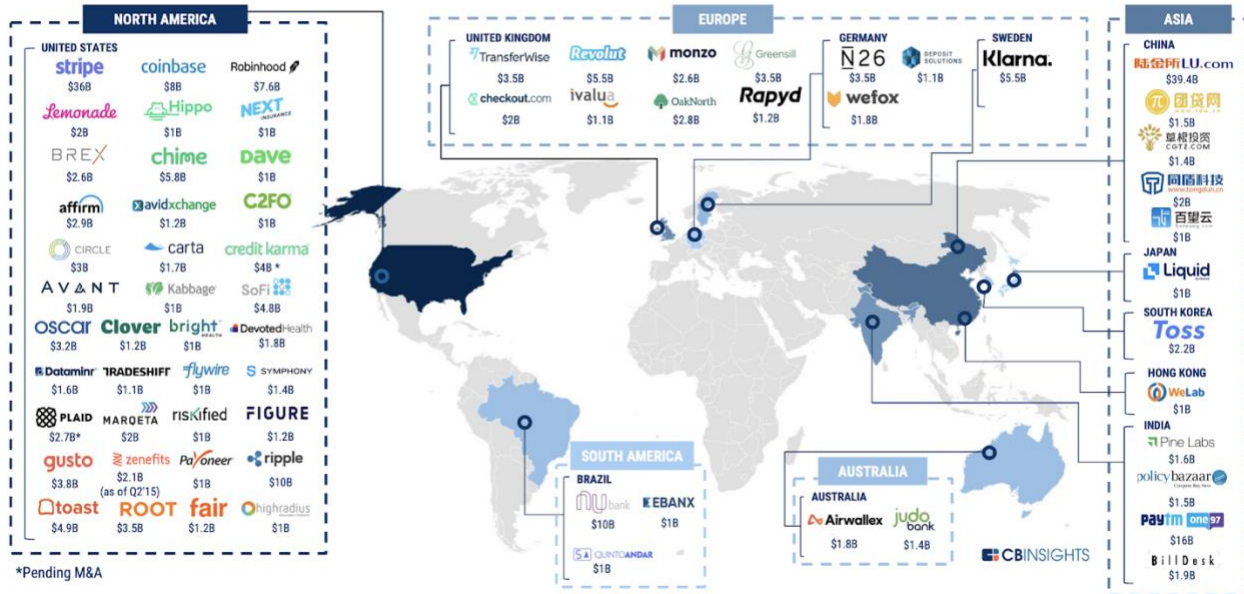 NORTH AMERICA
UNITED STATES
stripe coinbase Robinhood
$36B $8B $7.6B
Lemonade Hippo NEXT INSURANCE
$2B $1B $1B
BREX chime DAVE
$2.6B $5.8B $1B
affirm avidxchange C2FO
$2.9B $1.2B $1B
CIRCLE carta credit karma
$3B $1.7B $4B *
AVANT Kabbage SoFi
$1.9B $1B $4.8B
oscar Clover bright HEALTH DevotedHealth
$3.2B $1.2B $1B $1.8B
Dataminr TRADESHIFT flywire SYMPHONY
$1.6B $1.1B $1B $1.4B
PLAID MARQETA riskified FIGURE
$2.7B* $2B $1B $1.2B
gusto zenefits Payoneer ripple
$3.8B $2.1B $1B $10B
(as of Q2'15)
toast ROOT fair highradius
$4.9B $3.5B $1.2B $1B
*Pending M&A
EUROPE
UNITED KINGDOM
TransferWise Revolut monzo Greensill
$3.5B $5.5B $2.6B $3.5B
checkout.com ivalua OakNorth Rapyd
$2B $1.1B $2.8B $1.2B
GERMANY
N26 DEPOSIT SOLUTIONS
$3.5B $1.1B
wefox
$1.8B
SWEDEN
Klarna.
$5.5B
SOUTH AMERICA
BRAZIL
nubank EBANX
$10B $1B
QUINTOANDAR
$1B
AUSTRALIA
AUSTRALIA
Airwallex judo bank
$1.8B $1.4B
CBINSIGHTS
ASIA
CHINA
陆金所LU.com
$39.4B
团贷网
$1.5B
草根投资
CGTZ.COM
$1.4B
同盾科技
www.tongdun.cn
$2B
百望云
$1B
JAPAN
Liquid
$1B
SOUTH KOREA
Toss
$2.2B
HONG KONG
WeLab
$1B
INDIA
Pine Labs
$1.6B
policybazaar
$1.5B
paytm one97
$16B
BillDesk
$1.9B